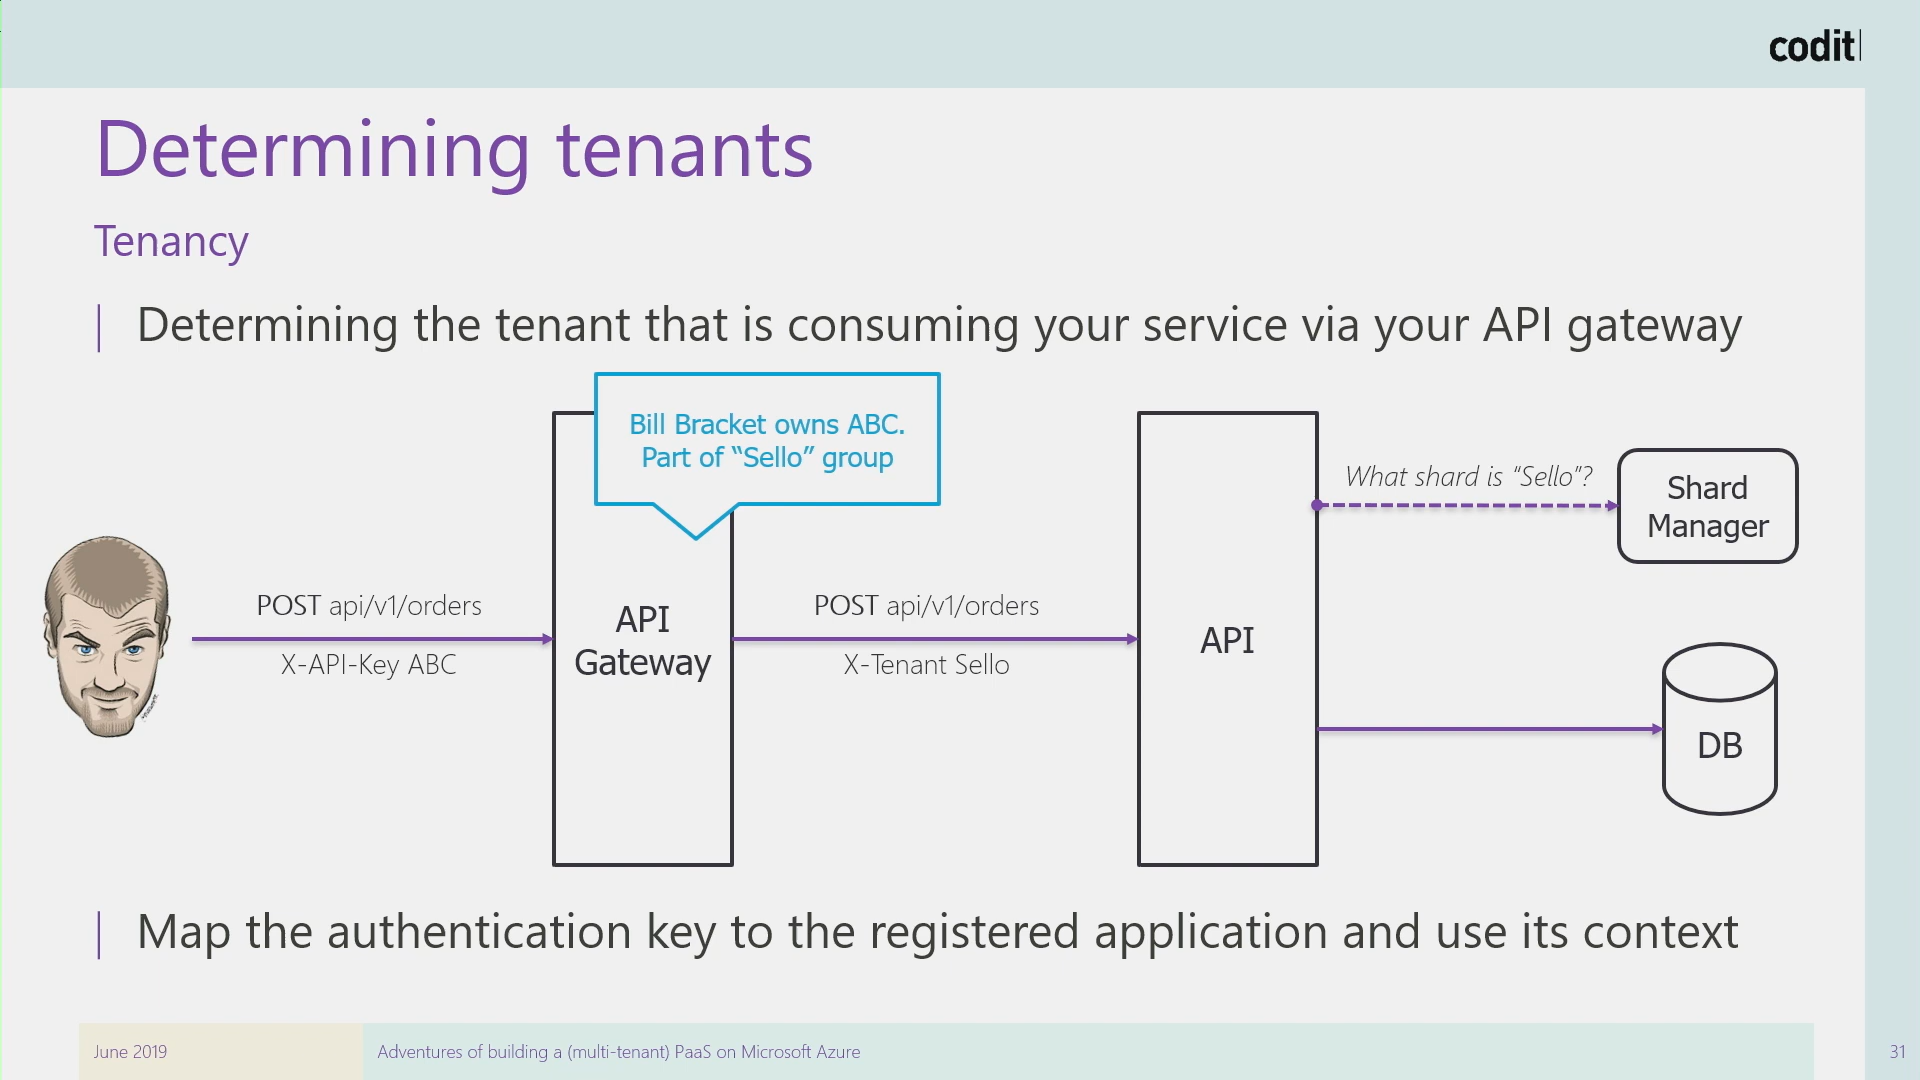 codit
Determining tenants
Tenancy
Determining the tenant that is consuming your service via your API gateway
Bill Bracket owns ABC.
Part of “Sello” group
What shard is “Sello”?
Shard
Manager
POST api/v1/orders
X-API-Key ABC
API
Gateway
POST api/v1/orders
X-Tenant Sello
API
DB
Map the authentication key to the registered application and use its context
June 2019
Adventures of building a (multi-tenant) PaaS on Microsoft Azure
31